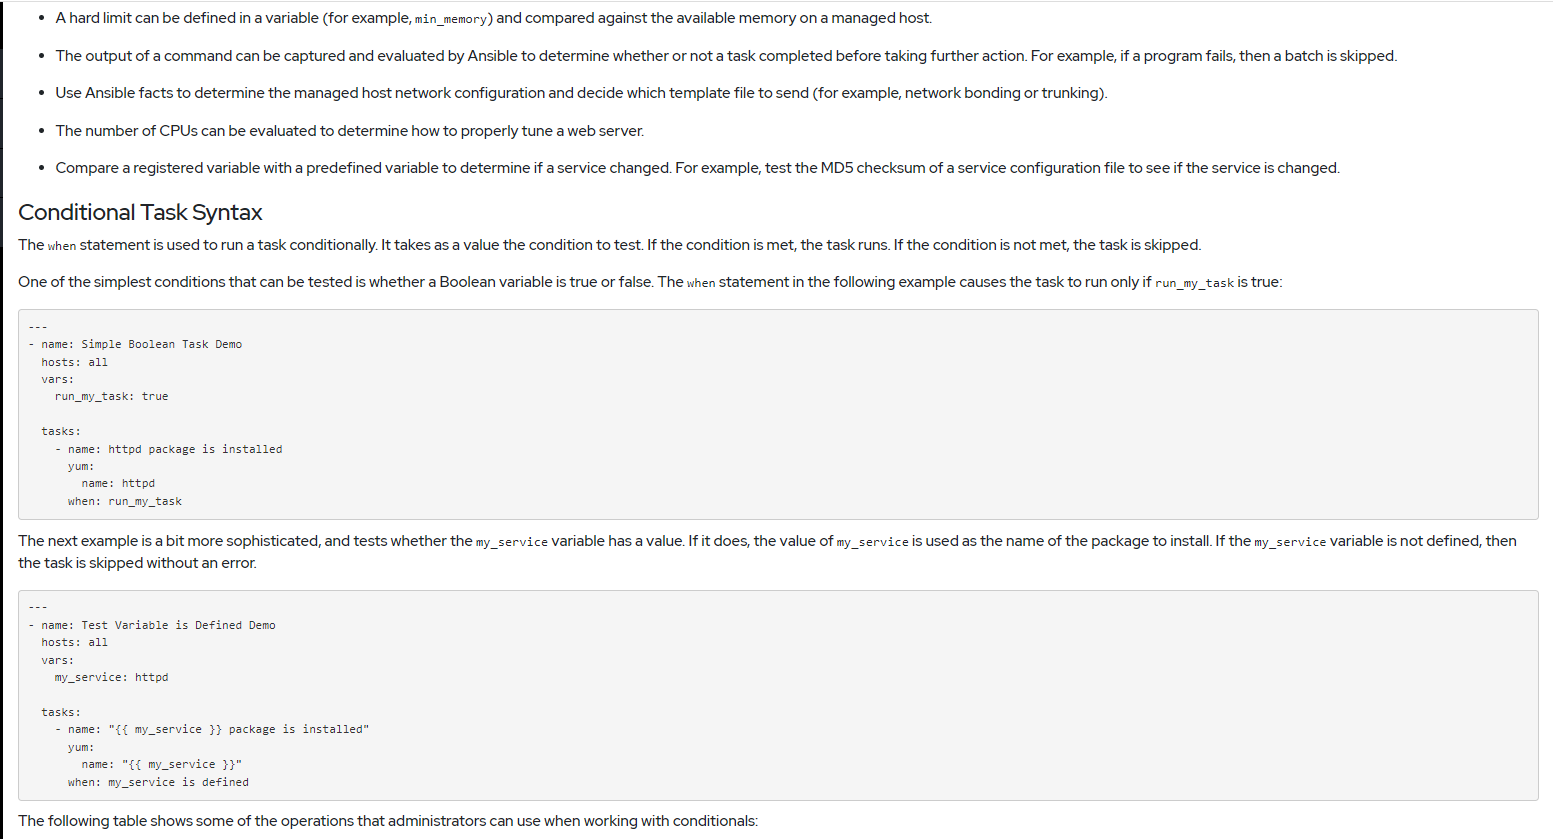 • A hard limit can be defined in a variable (for example, min_memory) and compared against the available memory on a managed host.
• The output of a command can be captured and evaluated by Ansible to determine whether or not a task completed before taking further action. For example, if a program fails, then a batch is skipped.
• Use Ansible facts to determine the managed host network configuration and decide which template file to send (for example, network bonding or trunking).
• The number of CPUs can be evaluated to determine how to properly tune a web server.
• Compare a registered variable with a predefined variable to determine if a service changed. For example, test the MD5 checksum of a service configuration file to see if the service is changed.
Conditional Task Syntax
The when statement is used to run a task conditionally. It takes as a value the condition to test. If the condition is met, the task runs. If the condition is not met, the task is skipped.
One of the simplest conditions that can be tested is whether a Boolean variable is true or false. The when statement in the following example causes the task to run only if run_my_task is true:
---
- name: Simple Boolean Task Demo
  hosts: all
  vars:
    run_my_task: true
  tasks:
    - name: httpd package is installed
      yum:
        name: httpd
      when: run_my_task
The next example is a bit more sophisticated, and tests whether the my_service variable has a value. If it does, the value of my_service is used as the name of the package to install. If the my_service variable is not defined, then
the task is skipped without an error.
---
- name: Test Variable is Defined Demo
  hosts: all
  vars:
    my_service: httpd
  tasks:
    - name: "{{ my_service }} package is installed"
      yum:
        name: "{{ my_service }}"
      when: my_service is defined
The following table shows some of the operations that administrators can use when working with conditionals: